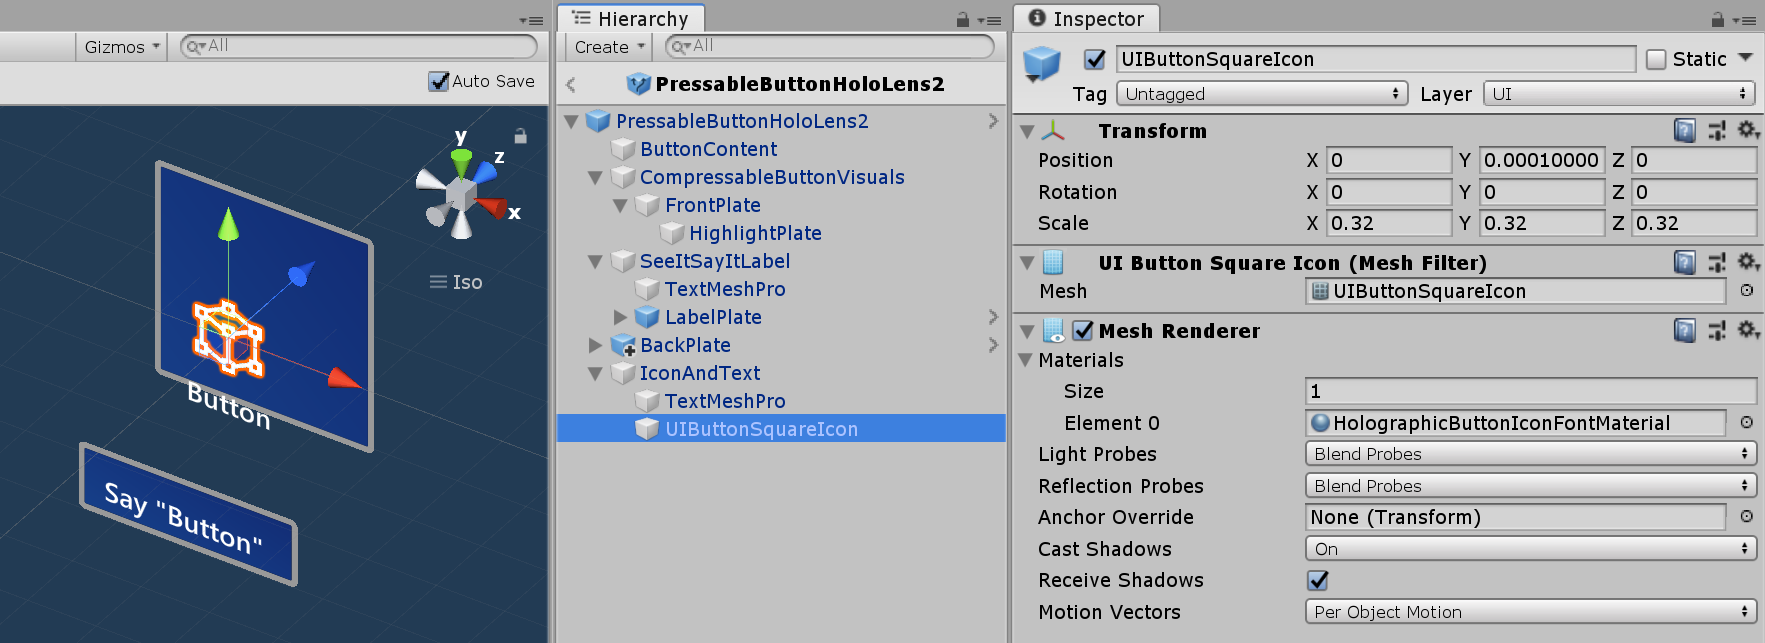 Gizmos
All
Auto Save
y
z
x
Iso
Button
Say "Button"
Hierarchy
Create
All
PressableButtonHoloLens2
PressableButtonHoloLens2
ButtonContent
CompressableButtonVisuals
FrontPlate
HighlightPlate
SeeItSayItLabel
TextMeshPro
LabelPlate
BackPlate
IconAndText
TextMeshPro
UIButtonSquareIcon
Inspector
UIButtonSquareIcon Static
Tag Untagged Layer UI
Transform
Position X 0 Y 0.00010000 Z 0
Rotation X 0 Y 0 Z 0
Scale X 0.32 Y 0.32 Z 0.32
UI Button Square Icon (Mesh Filter)
Mesh UIButtonSquareIcon
Mesh Renderer
Materials
Size 1
Element 0 HolographicButtonIconFontMaterial
Light Probes Blend Probes
Reflection Probes Blend Probes
Anchor Override None (Transform)
Cast Shadows On
Receive Shadows
Motion Vectors Per Object Motion